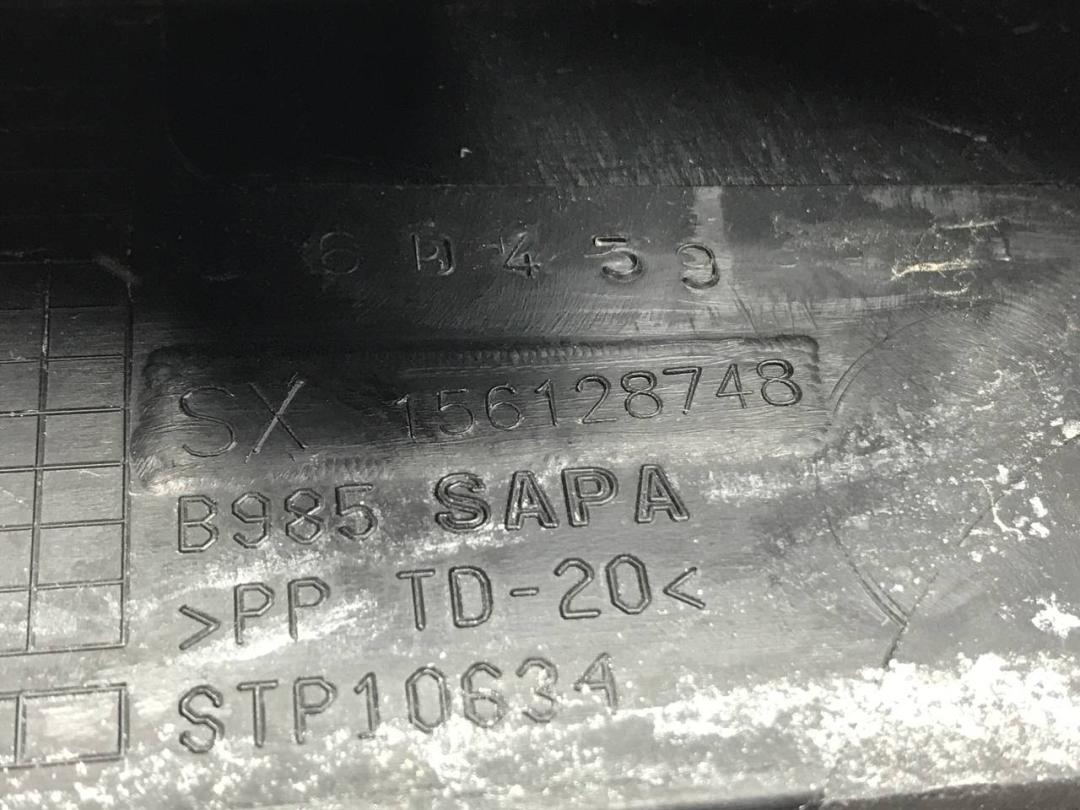 SX 156128748
B985 SAPA
>PP TD-20<
STP10634